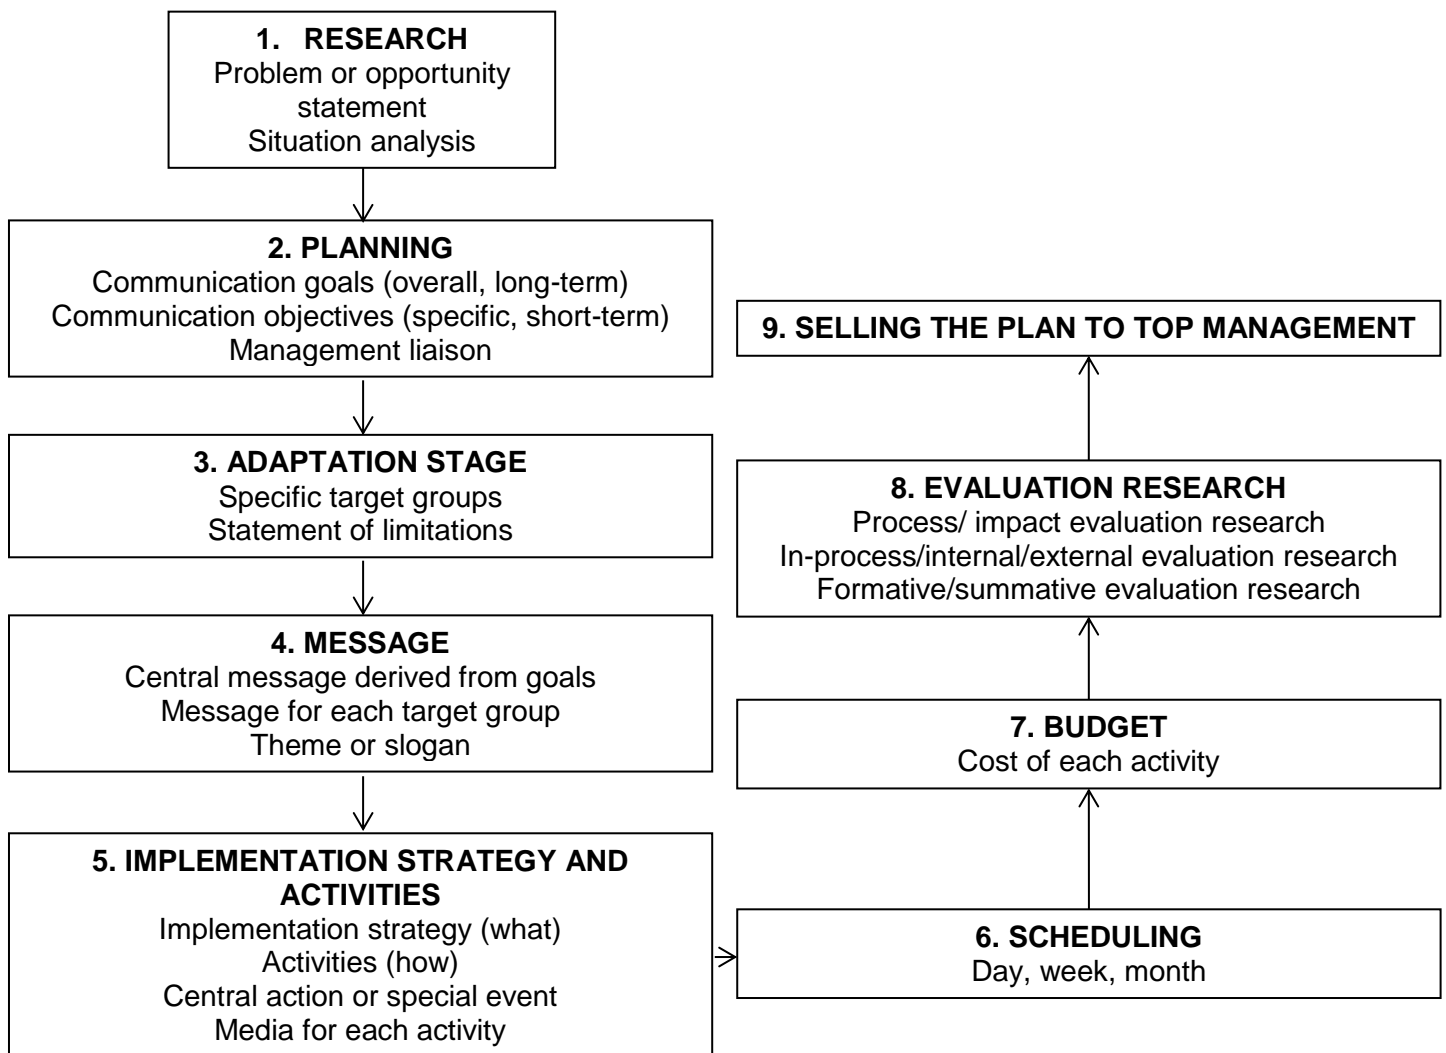 1. RESEARCH
Problem or opportunity
statement
Situation analysis
2. PLANNING
Communication goals (overall, long-term)
Communication objectives (specific, short-term)
Management liaison
3. ADAPTATION STAGE
Specific target groups
Statement of limitations
4. MESSAGE
Central message derived from goals
Message for each target group
Theme or slogan
5. IMPLEMENTATION STRATEGY AND
ACTIVITIES
Implementation strategy (what)
Activities (how)
Central action or special event
Media for each activity
6. SCHEDULING
Day, week, month
7. BUDGET
Cost of each activity
8. EVALUATION RESEARCH
Process/ impact evaluation research
In-process/internal/external evaluation research
Formative/summative evaluation research
9. SELLING THE PLAN TO TOP MANAGEMENT